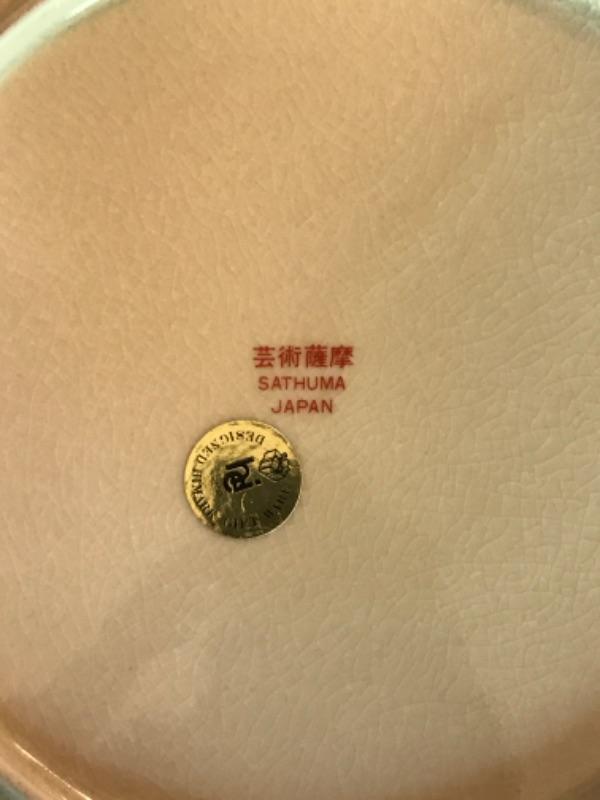 芸術薩摩
SATHUMA
JAPAN
DESIGNED